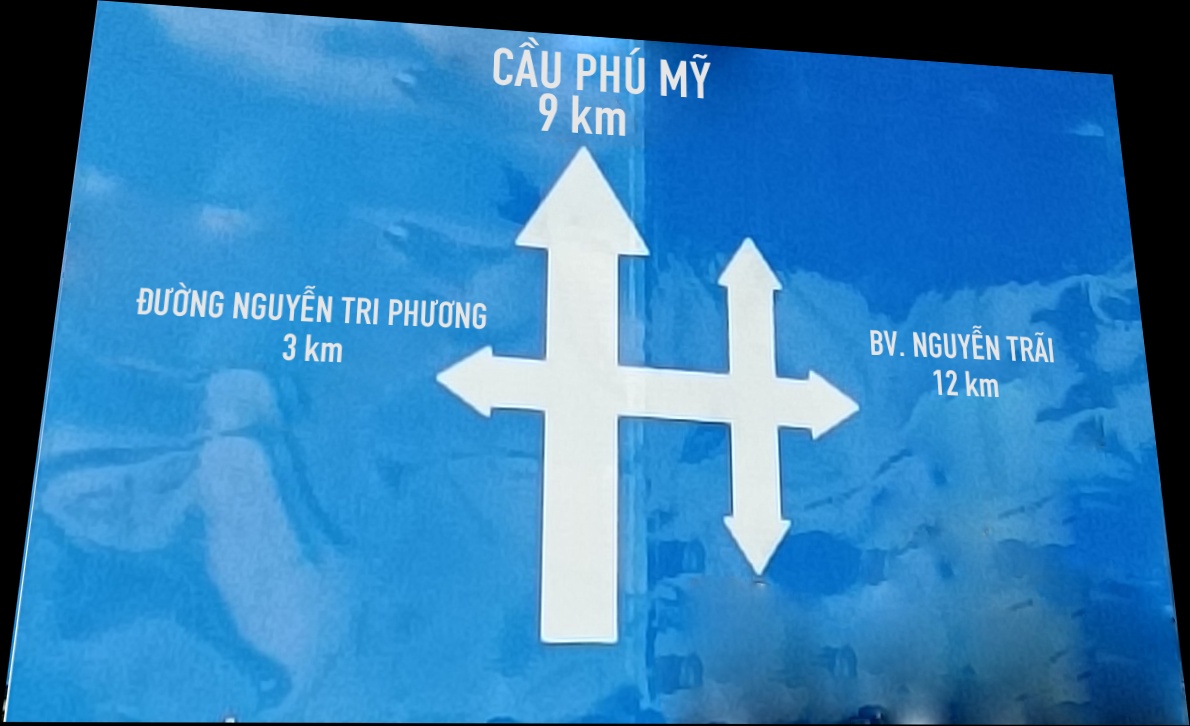 CẦU PHÚ MỸ
9 km
ĐƯỜNG NGUYỄN TRI PHƯƠNG
3 km
BV. NGUYỄN TRÃI
12 km